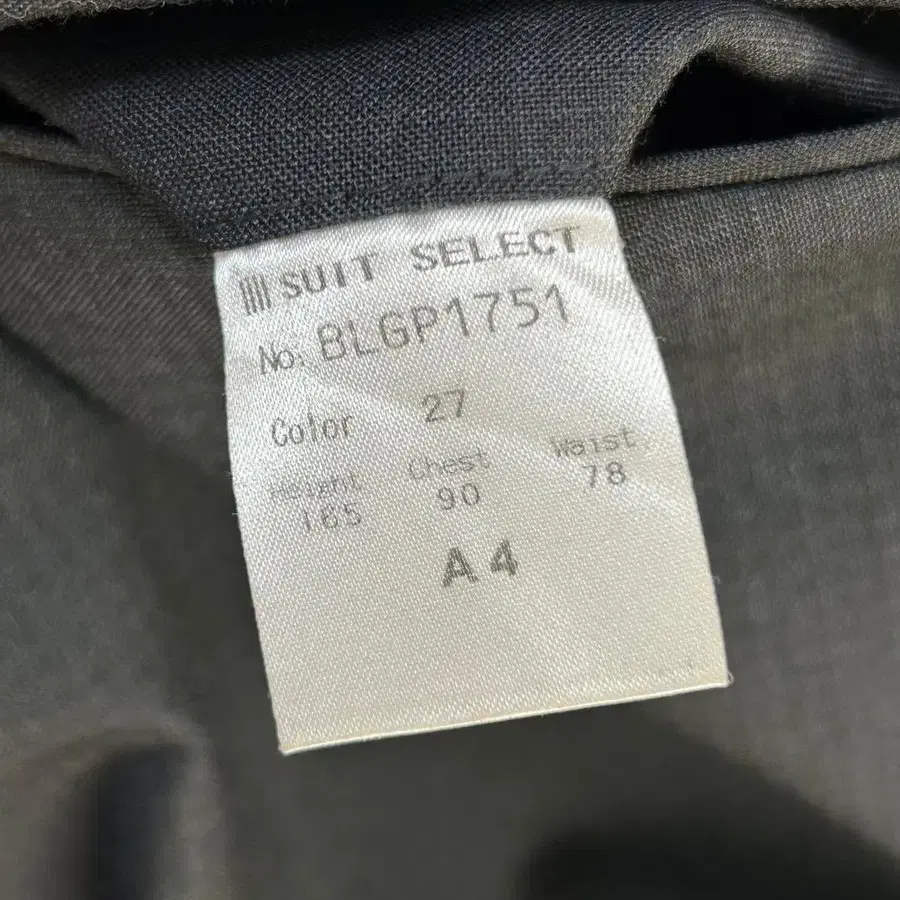 SUIT SELECT
No. BLGP1751
Color 27
Height Chest Waist
165 90 78
A4